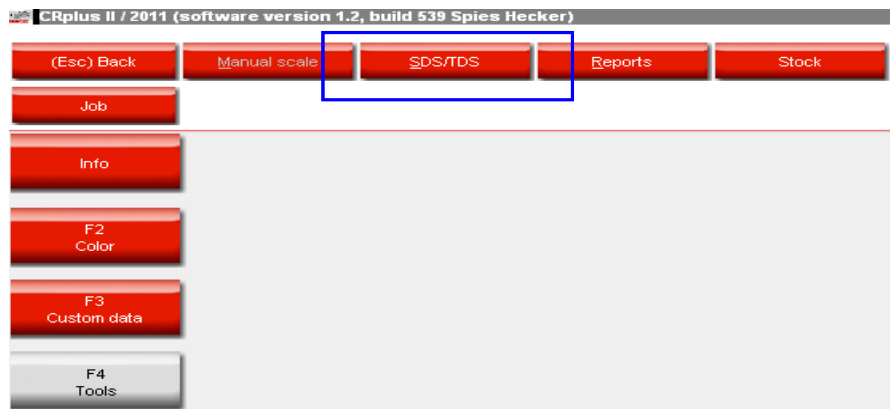 CRplus II / 2011 (software version 1.2, build 539 Spies Hecker)
(Esc) Back Manual scale SDS/TDS Reports Stock
Job
Info
F2
Color
F3
Custom data
F4
Tools